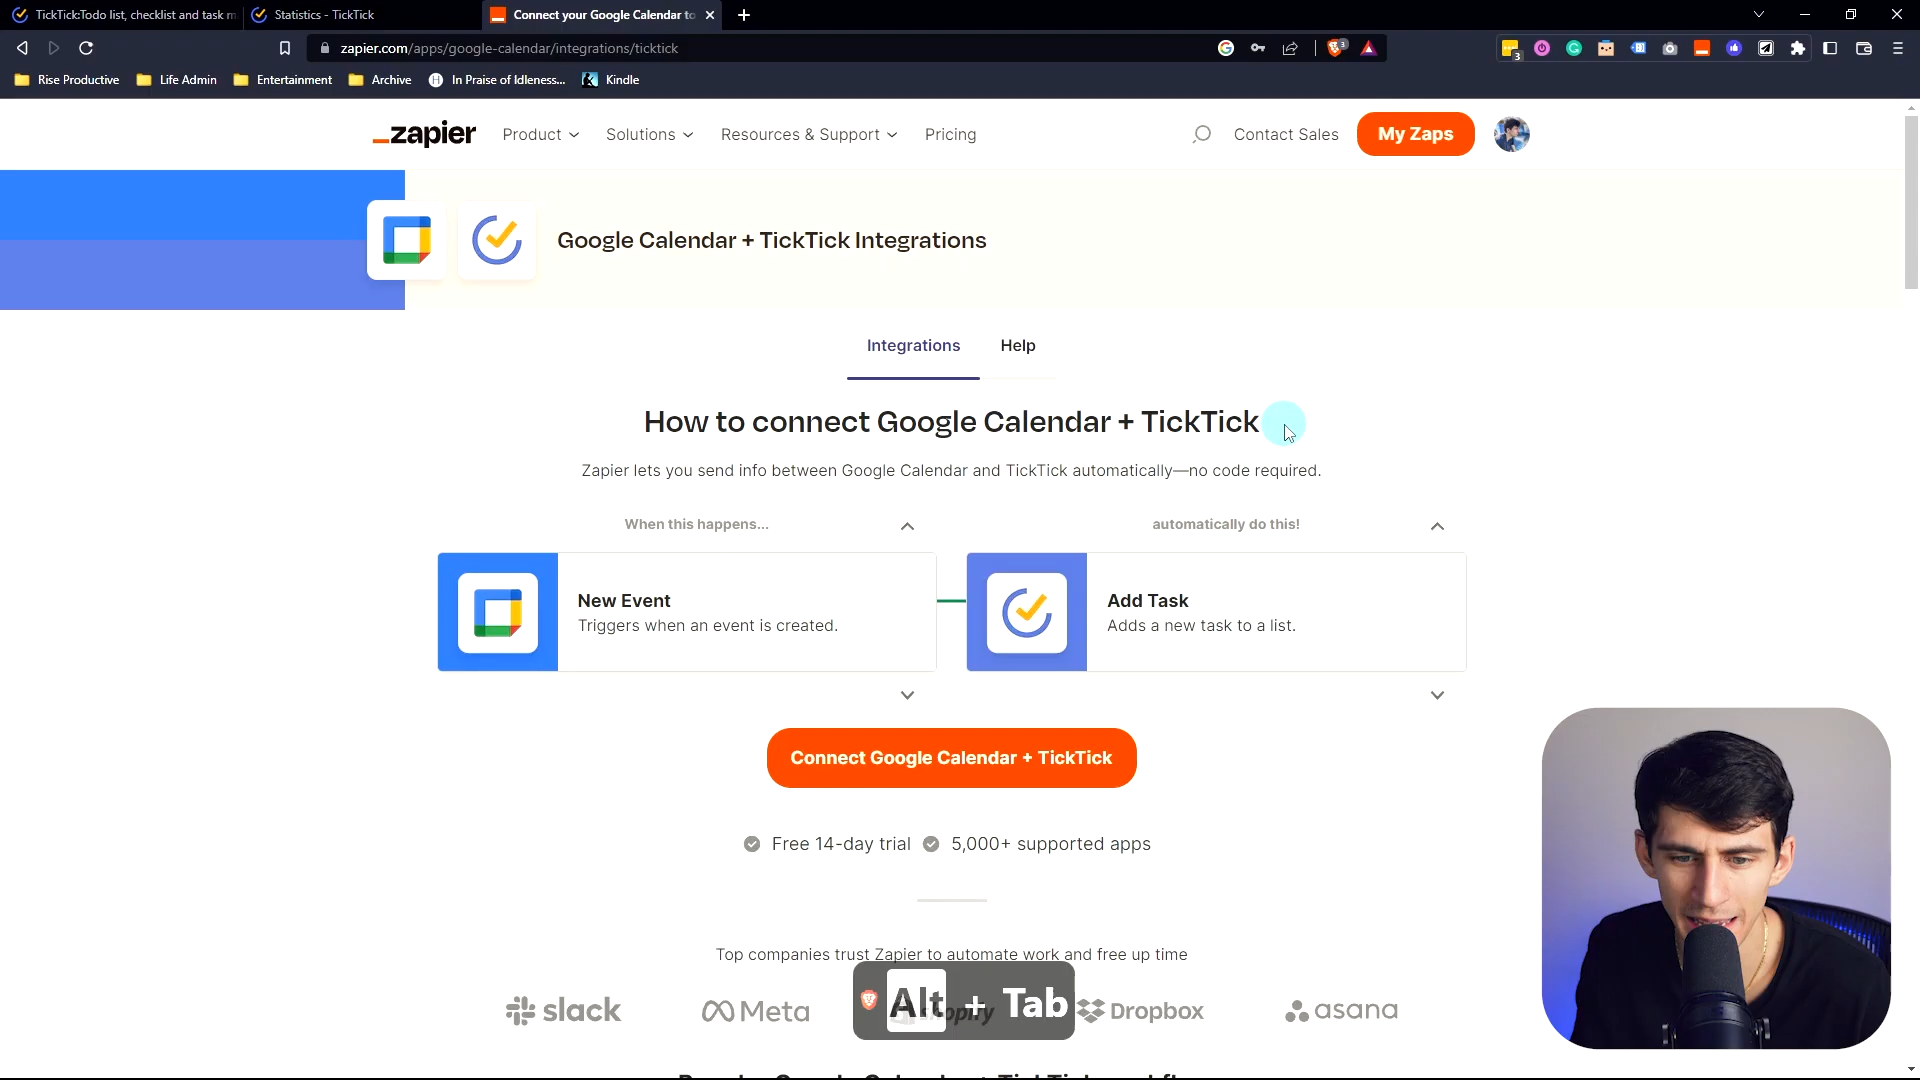 TickTick:Todo list, checklist and task m
Statistics - TickTick
Connect your Google Calendar to
zapier.com/apps/google-calendar/integrations/ticktick
3
3
Rise Productive
Life Admin
Entertainment
Archive
In Praise of Idleness...
Kindle
zapier
Product
Solutions
Resources & Support
Pricing
Contact Sales
My Zaps
Google Calendar + TickTick Integrations
Integrations
Help
How to connect Google Calendar + TickTick
Zapier lets you send info between Google Calendar and TickTick automatically—no code required.
When this happens...
automatically do this!
New Event
Triggers when an event is created.
Add Task
Adds a new task to a list.
Connect Google Calendar + TickTick
Free 14-day trial
5,000+ supported apps
Top companies trust Zapier to automate work and free up time
slack
Meta
Alt + Tab
Dropbox
asana